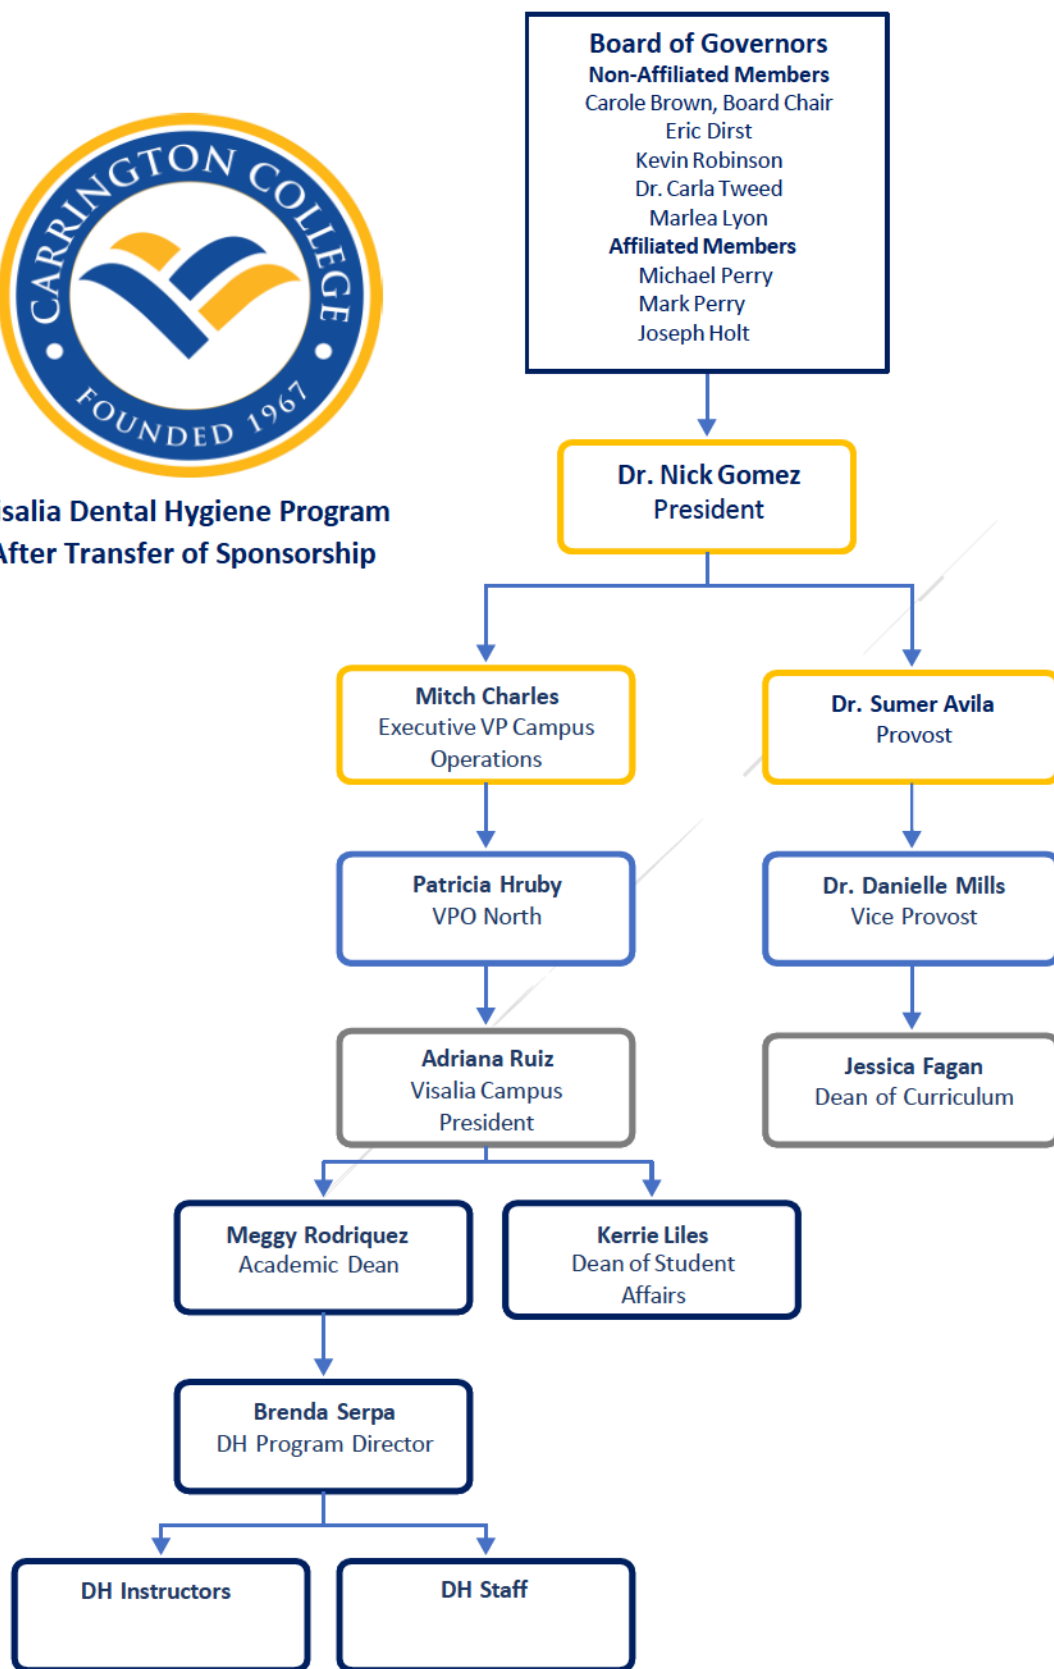 Board of Governors
Non-Affiliated Members
Carole Brown, Board Chair
Eric Dirst
Kevin Robinson
Dr. Carla Tweed
Marlea Lyon
Affiliated Members
Michael Perry
Mark Perry
Joseph Holt
CARRINGTON COLLEGE
FOUNDED 1967
isalia Dental Hygiene Program
After Transfer of Sponsorship
Dr. Nick Gomez
President
Mitch Charles
Executive VP Campus
Operations
Dr. Sumer Avila
Provost
Patricia Hruby
VPO North
Dr. Danielle Mills
Vice Provost
Adriana Ruiz
Visalia Campus
President
Jessica Fagan
Dean of Curriculum
Meggy Rodriquez
Academic Dean
Kerrie Liles
Dean of Student
Affairs
Brenda Serpa
DH Program Director
DH Instructors
DH Staff